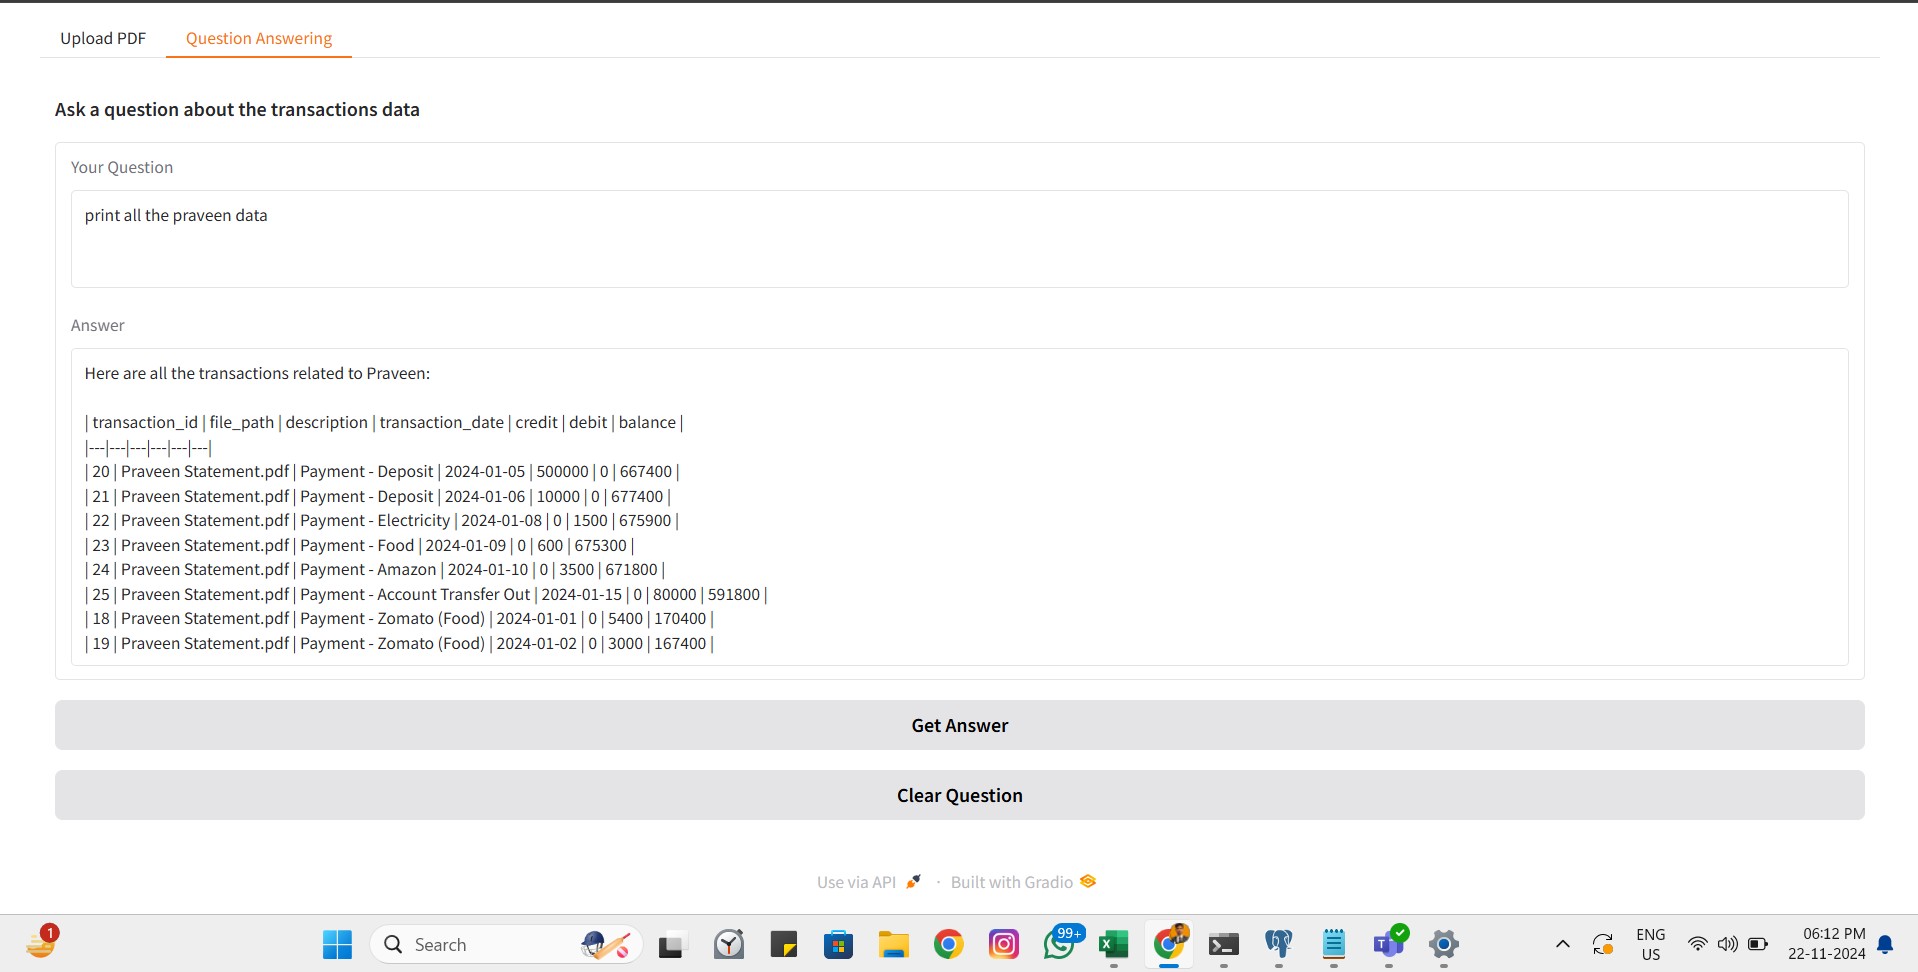 Upload PDF
Question Answering
Ask a question about the transactions data
Your Question
print all the praveen data
Answer
Here are all the transactions related to Praveen:
| transaction_id | file_path | description | transaction_date | credit | debit | balance |
|---|---|---|---|---|---|
| 20 | Praveen Statement.pdf | Payment - Deposit | 2024-01-05 | 500000 | 0 | 667400 |
| 21 | Praveen Statement.pdf | Payment - Deposit | 2024-01-06 | 10000 | 0 | 677400 |
| 22 | Praveen Statement.pdf | Payment - Electricity | 2024-01-08 | 0 | 1500 | 675900 |
| 23 | Praveen Statement.pdf | Payment - Food | 2024-01-09 | 0 | 600 | 675300 |
| 24 | Praveen Statement.pdf | Payment - Amazon | 2024-01-10 | 0 | 3500 | 671800 |
| 25 | Praveen Statement.pdf | Payment - Account Transfer Out | 2024-01-15 | 0 | 80000 | 591800 |
| 18 | Praveen Statement.pdf | Payment - Zomato (Food) | 2024-01-01 | 0 | 5400 | 170400 |
| 19 | Praveen Statement.pdf | Payment - Zomato (Food) | 2024-01-02 | 0 | 3000 | 167400 |
Get Answer
Clear Question
Use via API · Built with Gradio
1
Search
99+
ENG
US
06:12 PM
22-11-2024